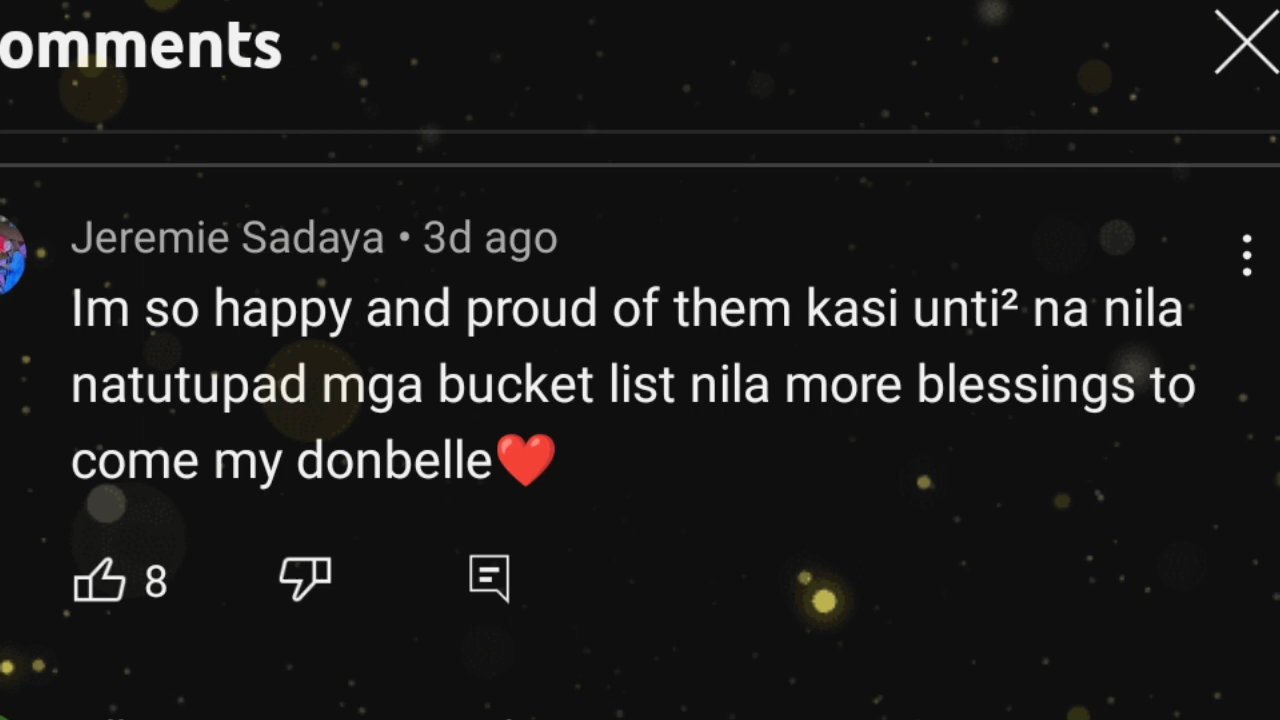 omments
Jeremie Sadaya • 3d ago
Im so happy and proud of them kasi unti² na nila
natutupad mga bucket list nila more blessings to
come my donbelle❤️
8